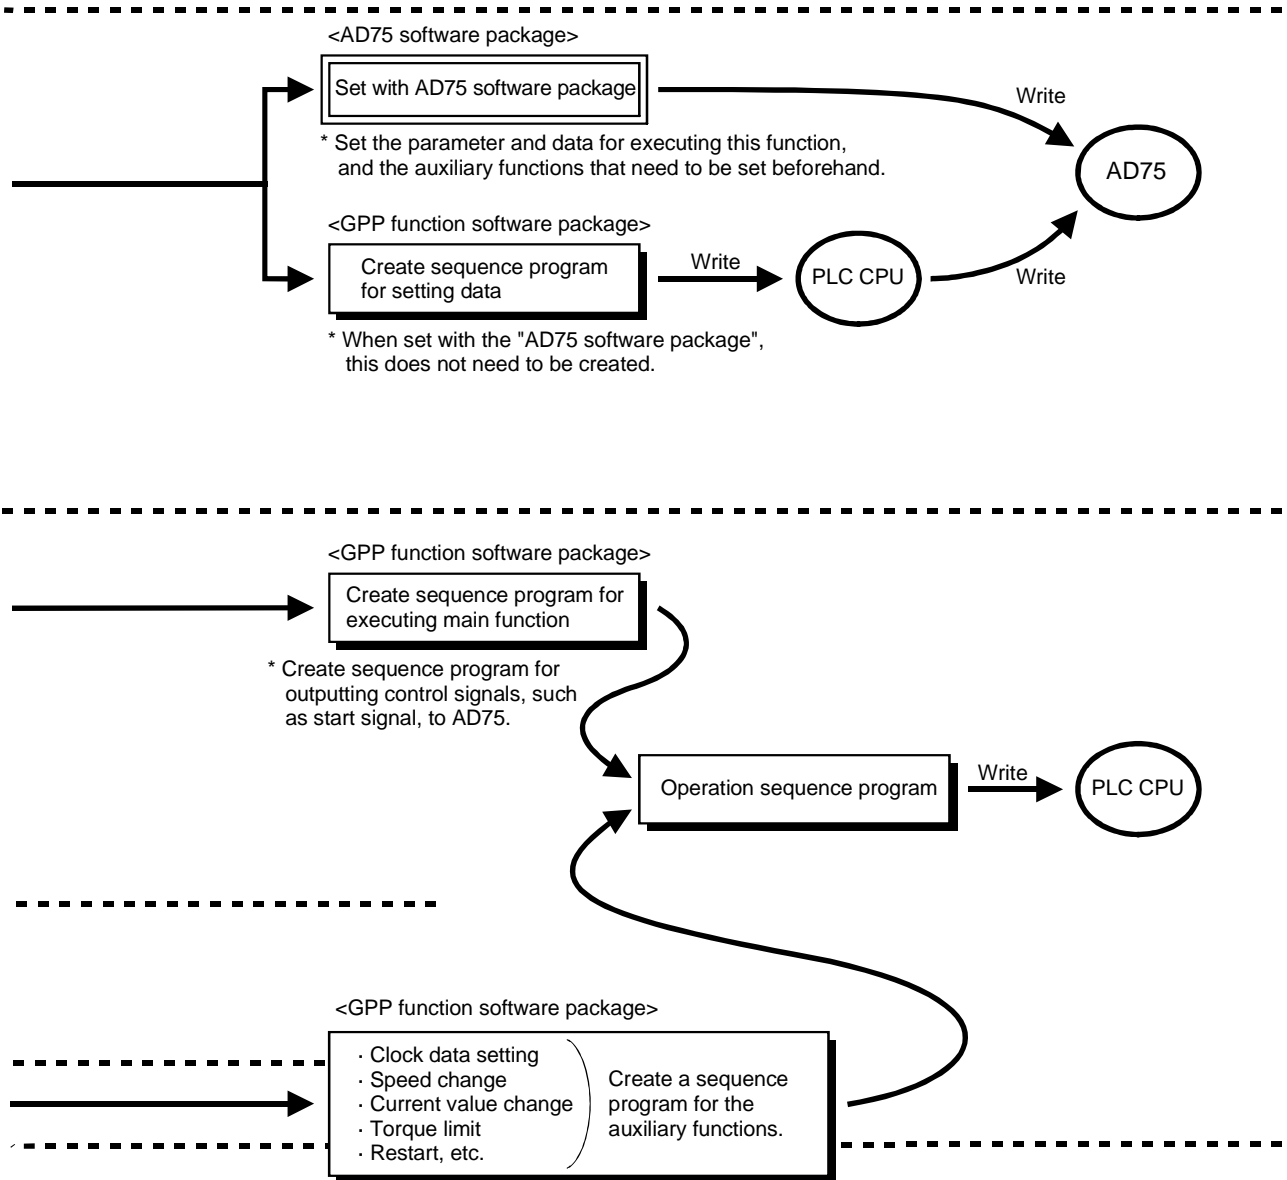 <AD75 software package>
Set with AD75 software package
Write
* Set the parameter and data for executing this function,
and the auxiliary functions that need to be set beforehand.
AD75
<GPP function software package>
Create sequence program
for setting data
Write
PLC CPU
Write
* When set with the "AD75 software package",
this does not need to be created.
<GPP function software package>
Create sequence program for
executing main function
* Create sequence program for
outputting control signals, such
as start signal, to AD75.
Operation sequence program
Write
PLC CPU
<GPP function software package>
· Clock data setting
· Speed change
· Current value change
· Torque limit
· Restart, etc.
Create a sequence
program for the
auxiliary functions.